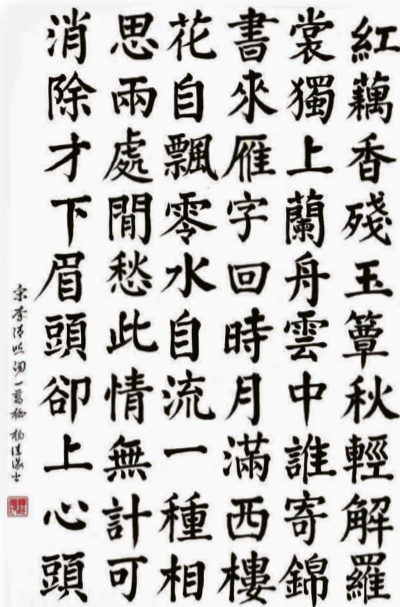 紅藕香殘玉簟秋輕解羅
裳獨上蘭舟雲中誰寄錦
書來雁字回時月滿西樓
花自飄零水自流一種相
思兩處閒愁此情無計可
消除才下眉頭卻上心頭
宋李清照词一剪梅 楊